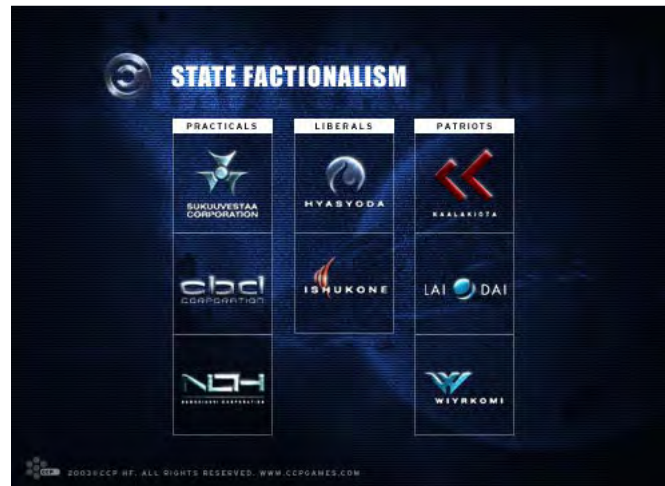 STATE FACTIONALISM
PRACTICALS
SUKUUVESTAA
CORPORATION
cbd
CORPORATION
NOH
LIBERALS
HYASYODA
ISHUKONE
PATRIOTS
KAALAKIOTA
LAI DAI
WIYRKOMI
CCP 2003©CCP HF. ALL RIGHTS RESERVED. WWW.CCPGAMES.COM